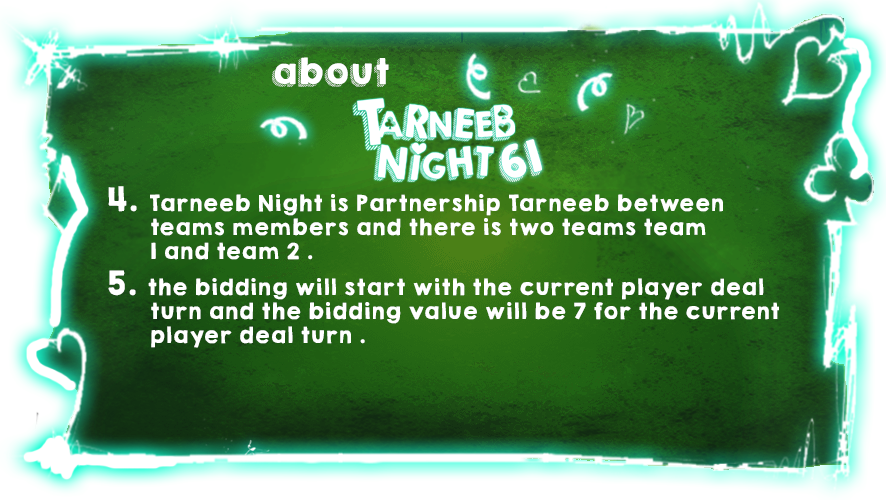 about
TARNEEB
NiGHT 61
4. Tarneeb Night is Partnership Tarneeb between
teams members and there is two teams team
1 and team 2 .
5. the bidding will start with the current player deal
turn and the bidding value will be 7 for the current
player deal turn .